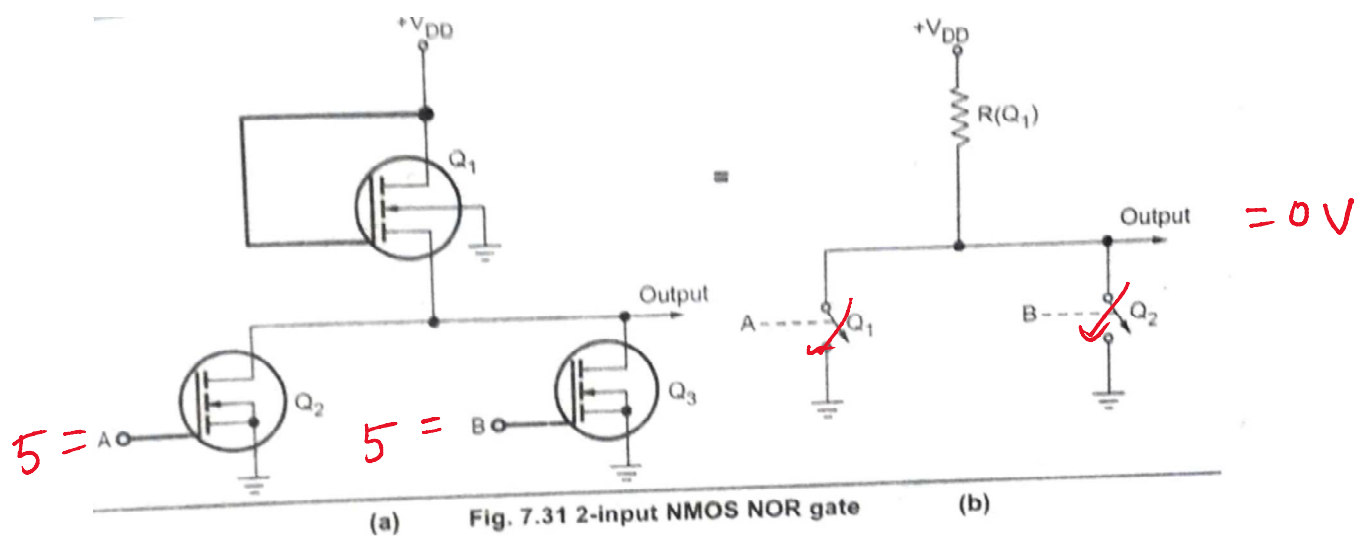 +VDD
+VDD
Q1
R(Q1)
=
Output
= 0 V
Output
A
Q1
B
Q2
5 = A
Q2
5 = B
Q3
(a)
Fig. 7.31 2-input NMOS NOR gate
(b)